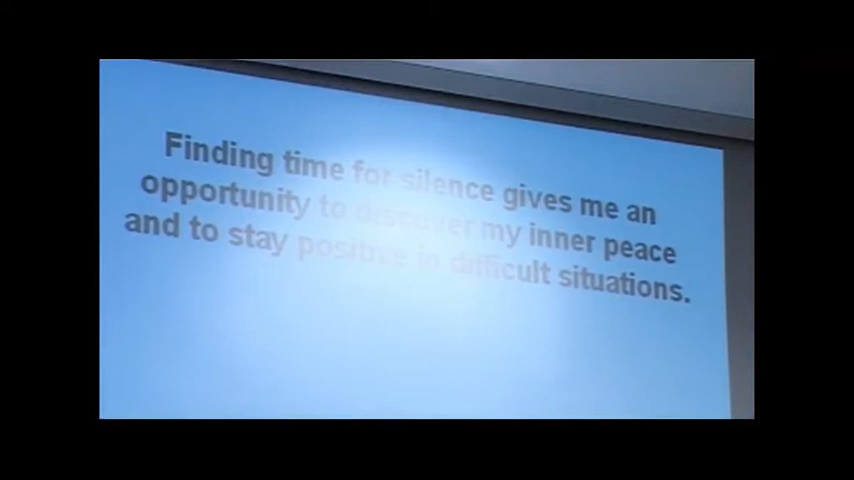 Finding time for silence gives me an
opportunity to discover my inner peace
and to stay positive in difficult situations.